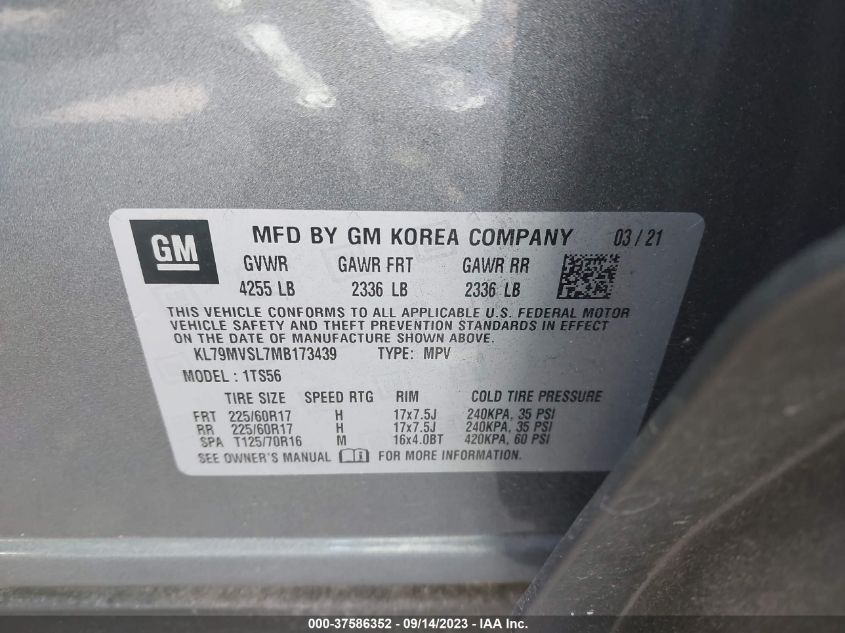 GM
MFD BY GM KOREA COMPANY 03/21
GVWR GAWR FRT GAWR RR
4255 LB 2336 LB 2336 LB
THIS VEHICLE CONFORMS TO ALL APPLICABLE U.S. FEDERAL MOTOR
VEHICLE SAFETY AND THEFT PREVENTION STANDARDS IN EFFECT
ON THE DATE OF MANUFACTURE SHOWN ABOVE.
KL79MVSL7MB173439 TYPE: MPV
MODEL: 1TS56
TIRE SIZE SPEED RTG RIM COLD TIRE PRESSURE
FRT 225/60R17 H 17x7.5J 240KPA, 35 PSI
RR 225/60R17 H 17x7.5J 240KPA, 35 PSI
SPA T125/70R16 M 16x4.0BT 420KPA, 60 PSI
SEE OWNER'S MANUAL FOR MORE INFORMATION.
000-37586352 - 09/14/2023 - IAA Inc.